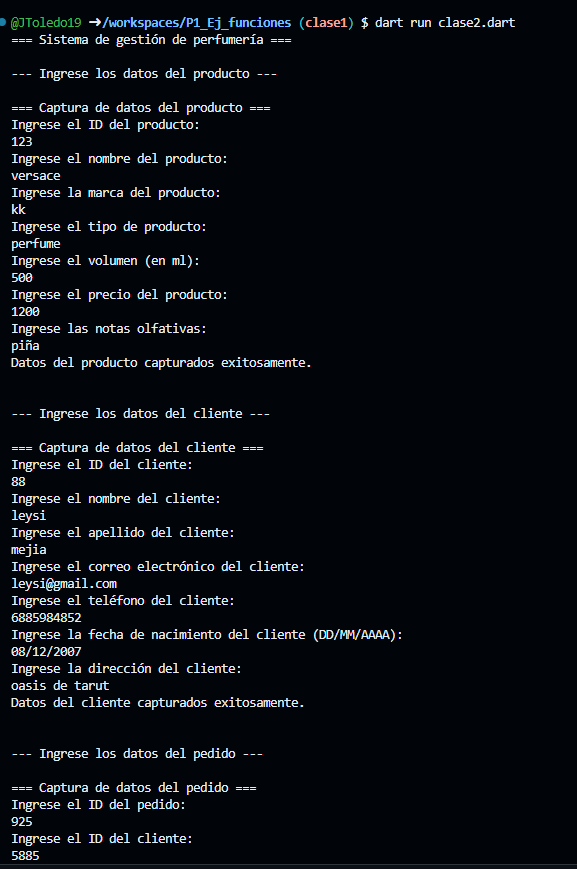 @JToledo19 ➜/workspaces/P1_Ej_funciones (clase1) $ dart run clase2.dart
=== Sistema de gestión de perfumería ===
--- Ingrese los datos del producto ---
=== Captura de datos del producto ===
Ingrese el ID del producto:
123
Ingrese el nombre del producto:
versace
Ingrese la marca del producto:
kk
Ingrese el tipo de producto:
perfume
Ingrese el volumen (en ml):
500
Ingrese el precio del producto:
1200
Ingrese las notas olfativas:
piña
Datos del producto capturados exitosamente.
--- Ingrese los datos del cliente ---
=== Captura de datos del cliente ===
Ingrese el ID del cliente:
88
Ingrese el nombre del cliente:
leysi
Ingrese el apellido del cliente:
mejia
Ingrese el correo electrónico del cliente:
leysi@gmail.com
Ingrese el teléfono del cliente:
6885984852
Ingrese la fecha de nacimiento del cliente (DD/MM/AAAA):
08/12/2007
Ingrese la dirección del cliente:
oasis de tarut
Datos del cliente capturados exitosamente.
--- Ingrese los datos del pedido ---
=== Captura de datos del pedido ===
Ingrese el ID del pedido:
925
Ingrese el ID del cliente:
5885